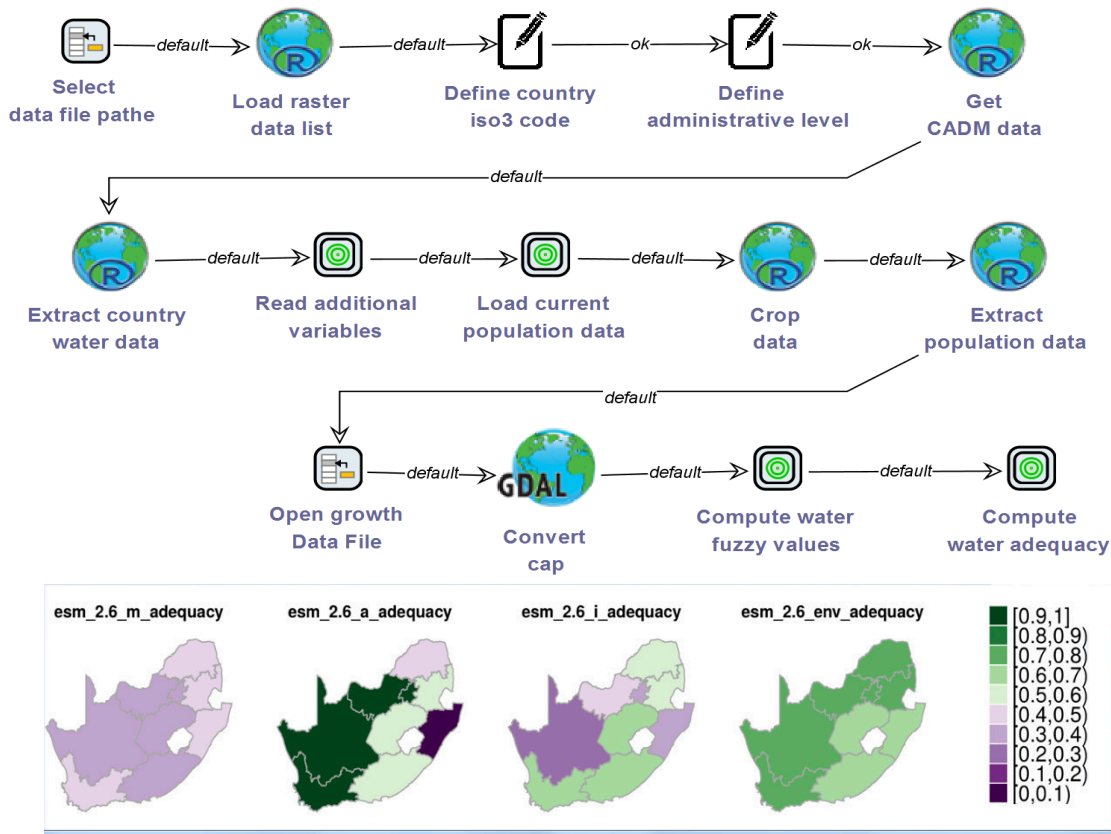 default
default
ok
ok
R
R
Select
data file pathe
Load raster
data list
Define country
iso3 code
Define
administrative level
Get
CADM data
default
default
default
default
default
R
R
R
Extract country
water data
Read additional
variables
Load current
population data
Crop
data
Extract
population data
default
default
GDAL
default
default
Open growth
Data File
Convert
cap
Compute water
fuzzy values
Compute
water adequacy
esm_2.6_m_adequacy
esm_2.6_a_adequacy
esm_2.6_i_adequacy
esm_2.6_env_adequacy
[0.9,1]
[0.8,0.9)
[0.7,0.8)
[0.6,0.7)
[0.5,0.6)
[0.4,0.5)
[0.3,0.4)
[0.2,0.3)
[0.1,0.2)
[0,0.1)